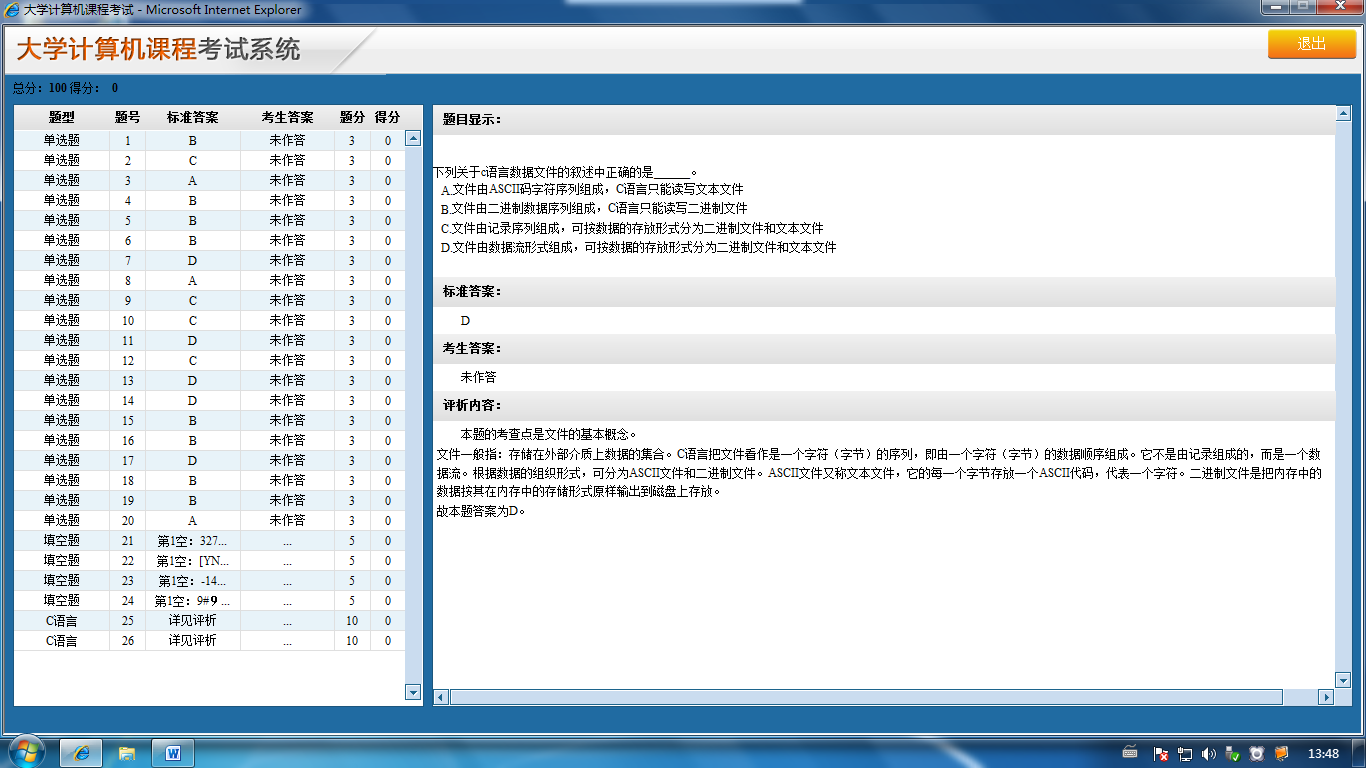 大学计算机课程考试 - Microsoft Internet Explorer
大学计算机课程考试系统
退出
总分：100 得分： 0
题型 题号 标准答案 考生答案 题分 得分
单选题 1 B 未作答 3 0
单选题 2 C 未作答 3 0
单选题 3 A 未作答 3 0
单选题 4 B 未作答 3 0
单选题 5 B 未作答 3 0
单选题 6 B 未作答 3 0
单选题 7 D 未作答 3 0
单选题 8 A 未作答 3 0
单选题 9 C 未作答 3 0
单选题 10 C 未作答 3 0
单选题 11 D 未作答 3 0
单选题 12 C 未作答 3 0
单选题 13 D 未作答 3 0
单选题 14 D 未作答 3 0
单选题 15 B 未作答 3 0
单选题 16 B 未作答 3 0
单选题 17 D 未作答 3 0
单选题 18 B 未作答 3 0
单选题 19 B 未作答 3 0
单选题 20 A 未作答 3 0
填空题 21 第1空：327... ... 5 0
填空题 22 第1空：[YN... ... 5 0
填空题 23 第1空：-14... ... 5 0
填空题 24 第1空：9#9 ... ... 5 0
C语言 25 详见评析 ... 10 0
C语言 26 详见评析 ... 10 0
题目显示：
下列关于c语言数据文件的叙述中正确的是______。
A.文件由ASCII码字符序列组成，C语言只能读写文本文件
B.文件由二进制数据序列组成，C语言只能读写二进制文件
C.文件由记录序列组成，可按数据的存放形式分为二进制文件和文本文件
D.文件由数据流形式组成，可按数据的存放形式分为二进制文件和文本文件
标准答案：
D
考生答案：
未作答
评析内容：
本题的考查点是文件的基本概念。
文件一般指：存储在外部介质上数据的集合。C语言把文件看作是一个字符（字节）的序列，即由一个字符（字节）的数据顺序组成。它不是由记录组成的，而是一个数
据流。根据数据的组织形式，可分为ASCII文件和二进制文件。ASCII文件又称文本文件，它的每一个字节存放一个ASCII代码，代表一个字符。二进制文件是把内存中的
数据按其在内存中的存储形式原样输出到磁盘上存放。
故本题答案为D。
13:48